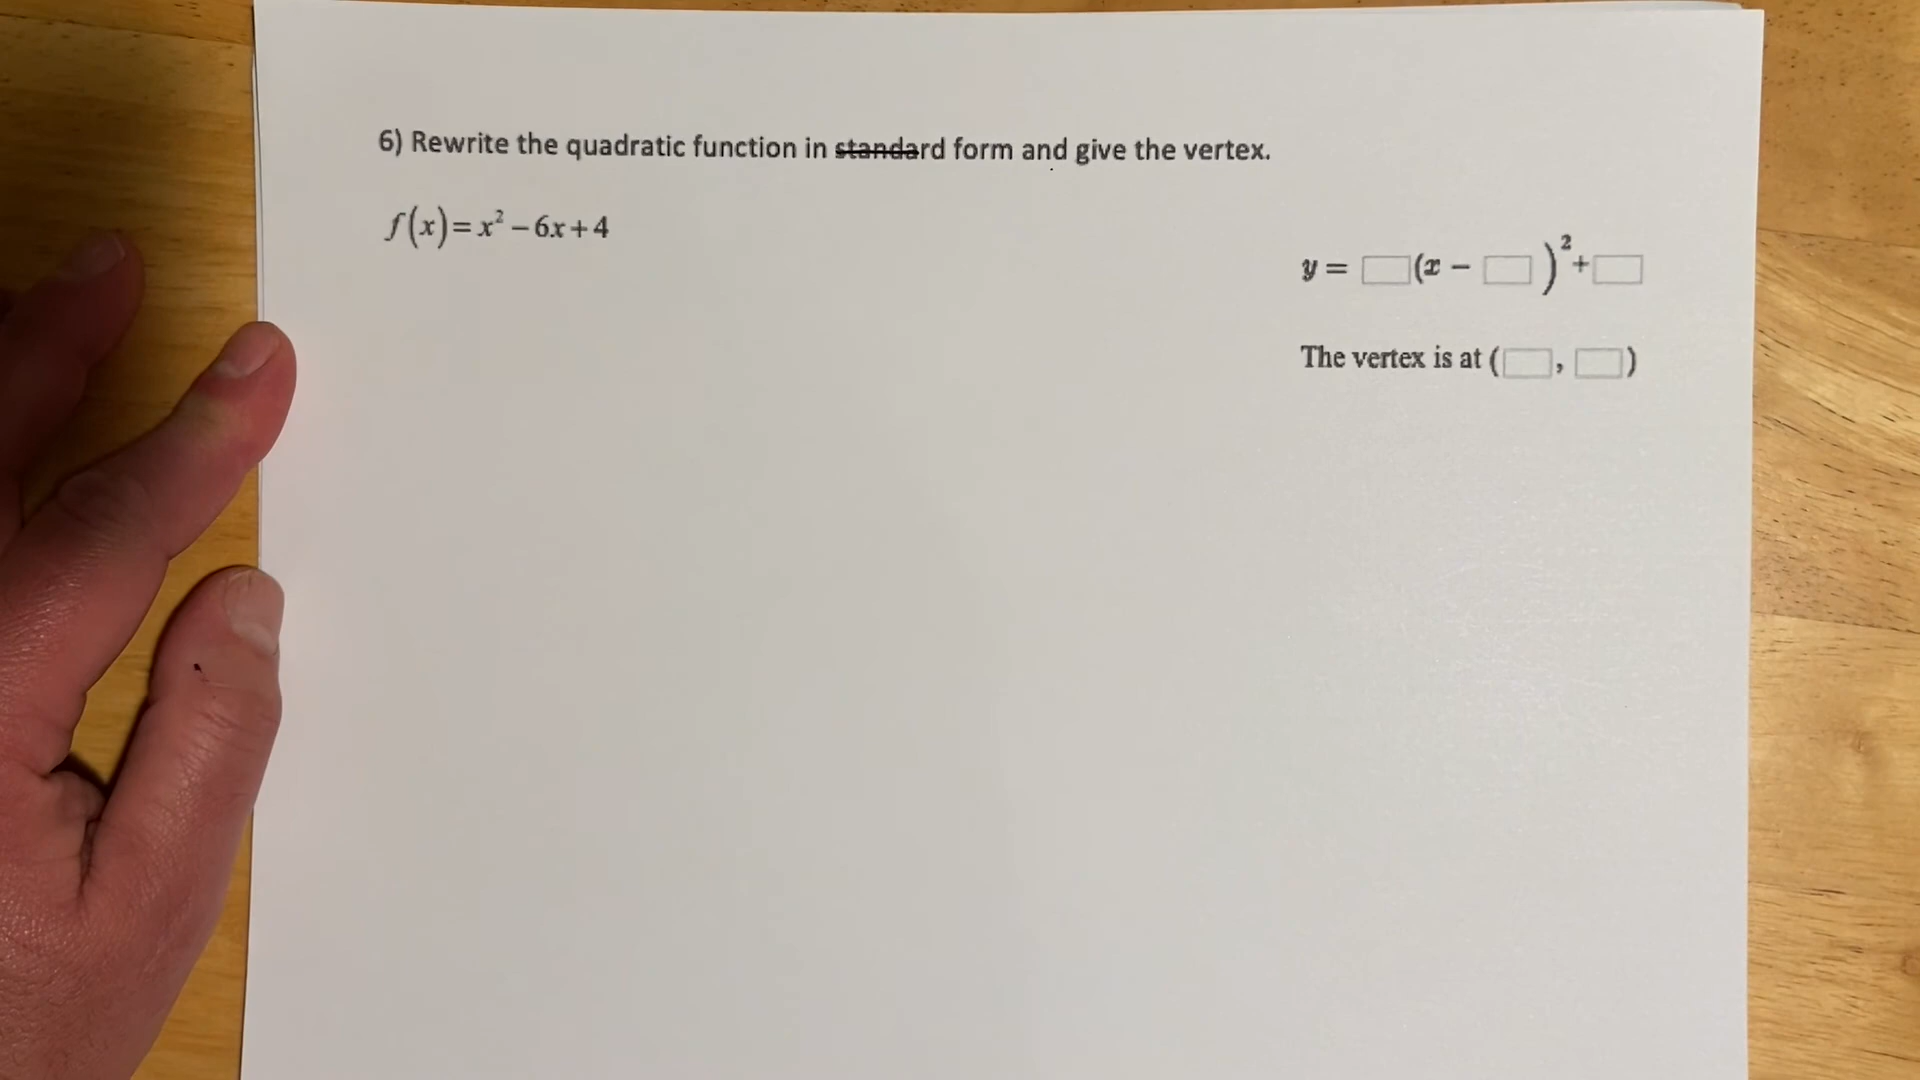 6) Rewrite the quadratic function in standard form and give the vertex.
f(x)=x²-6x+4
y = □(x - □)²+□
The vertex is at (□, □)